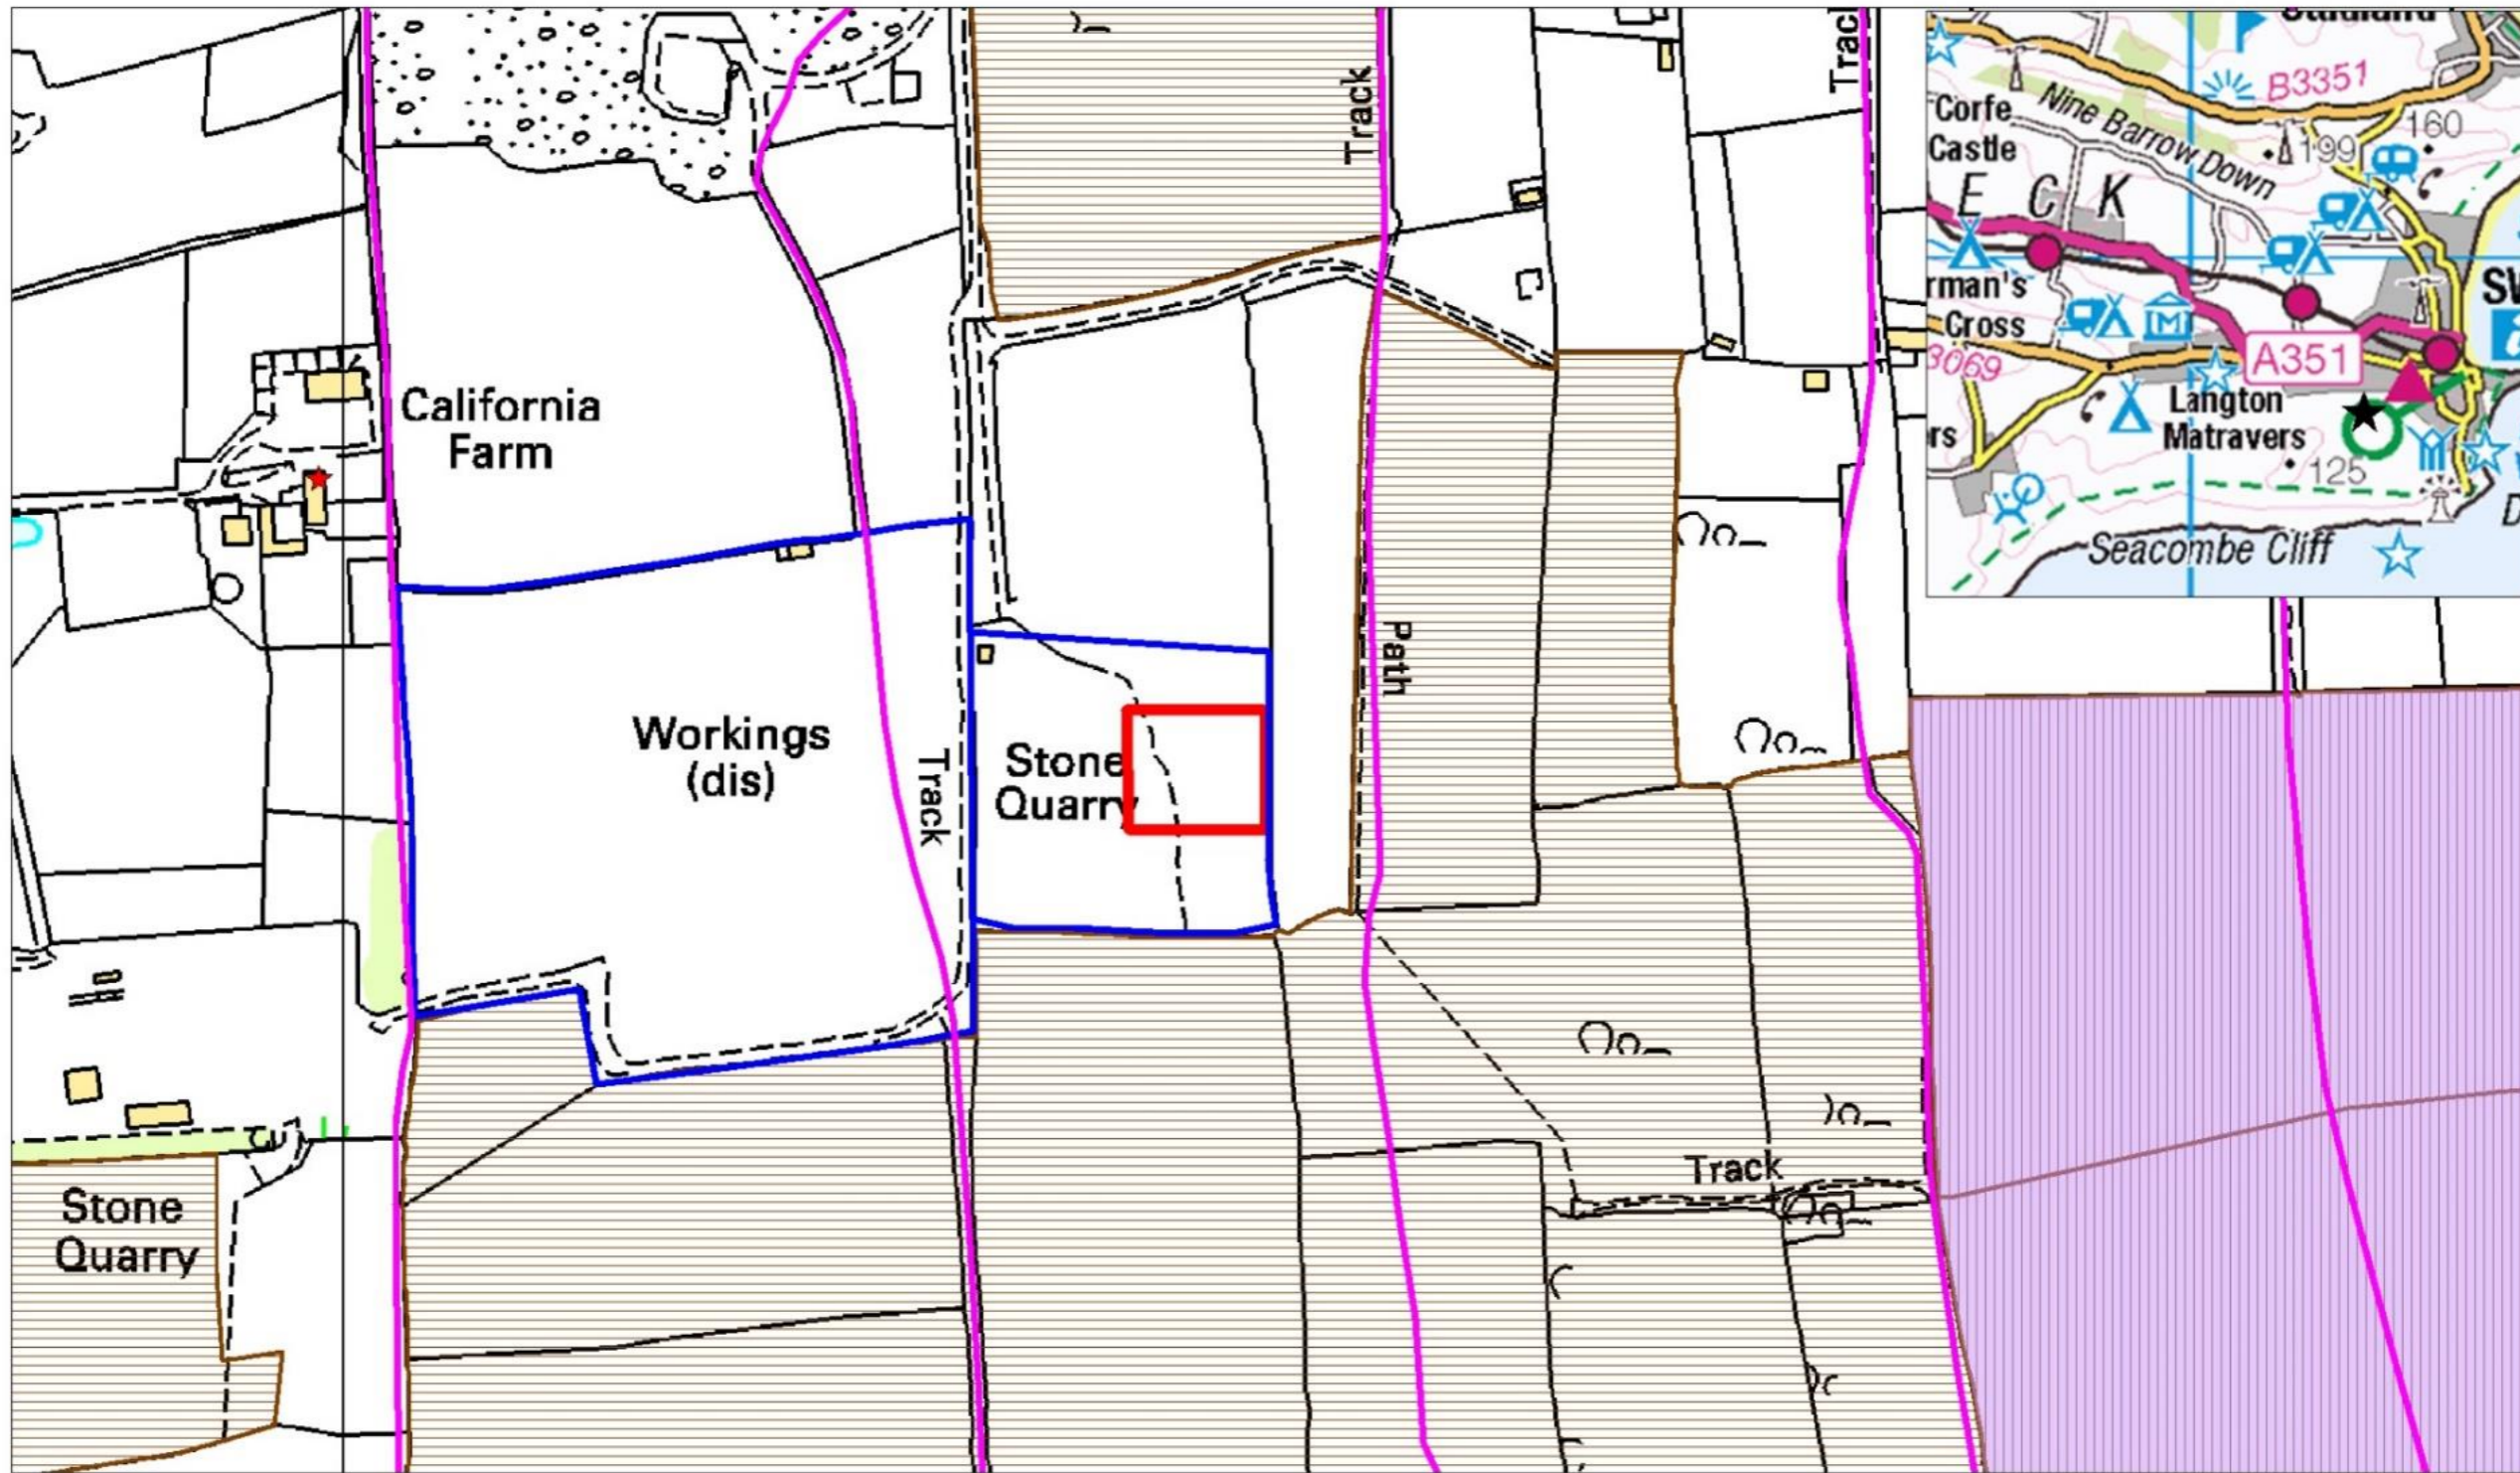 Track
Track
California
Farm
Path
Workings
(dis)
Track
Stone
Quarry
Track
Stone
Quarry
Studland
B3351
Corfe
Castle
Nine Barrow Down
160
199
E C K
rman's
Cross
3069
A351
Langton
Matravers
rs
M
125
Seacombe Cliff
SW
D